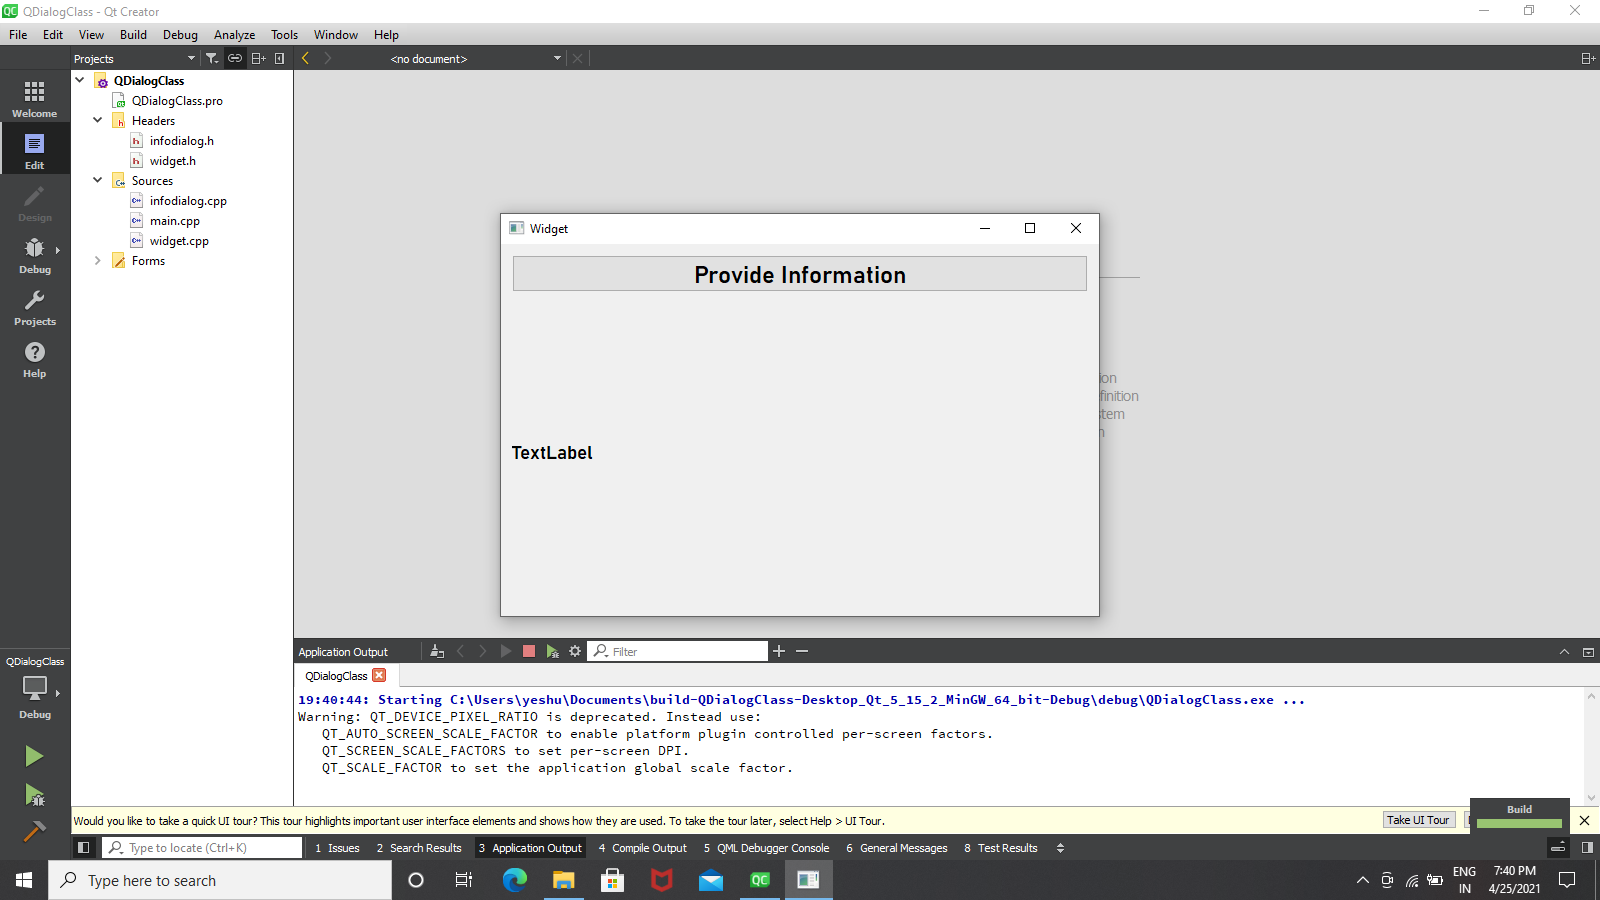 QDialogClass - Qt Creator
File Edit View Build Debug Analyze Tools Window Help
Projects
<no document>
Welcome
Edit
Design
Debug
Projects
Help
QDialogClass
QDialogClass.pro
Headers
infodialog.h
widget.h
Sources
infodialog.cpp
main.cpp
widget.cpp
Forms
Widget
Provide Information
TextLabel
QDialogClass
Debug
Application Output
Filter
QDialogClass
19:40:44: Starting C:\Users\yeshu\Documents\build-QDialogClass-Desktop_Qt_5_15_2_MinGW_64_bit-Debug\debug\QDialogClass.exe ...
Warning: QT_DEVICE_PIXEL_RATIO is deprecated. Instead use:
QT_AUTO_SCREEN_SCALE_FACTOR to enable platform plugin controlled per-screen factors.
QT_SCREEN_SCALE_FACTORS to set per-screen DPI.
QT_SCALE_FACTOR to set the application global scale factor.
Would you like to take a quick UI tour? This tour highlights important user interface elements and shows how they are used. To take the tour later, select Help > UI Tour.
Take UI Tour
Build
Type to locate (Ctrl+K)
1 Issues 2 Search Results 3 Application Output 4 Compile Output 5 QML Debugger Console 6 General Messages 8 Test Results
Type here to search
ENG
IN
7:40 PM
4/25/2021